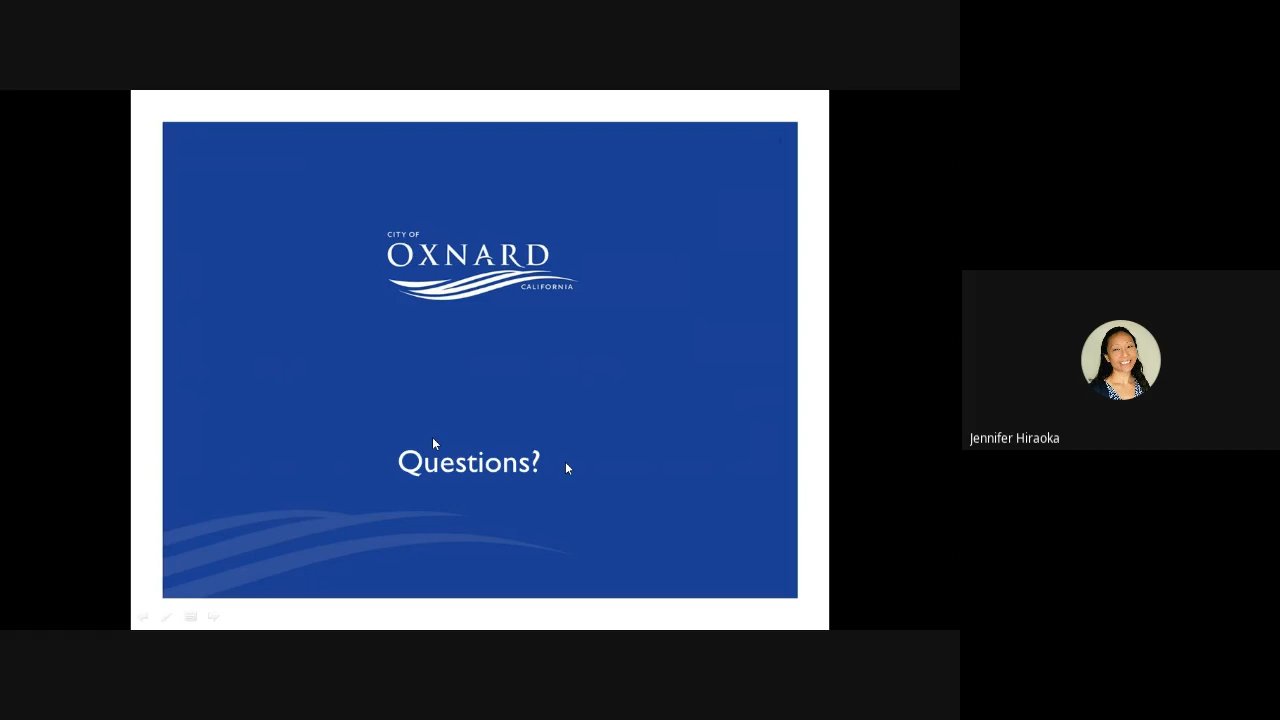 CITY OF
OXNARD
CALIFORNIA
Questions?
Jennifer Hiraoka